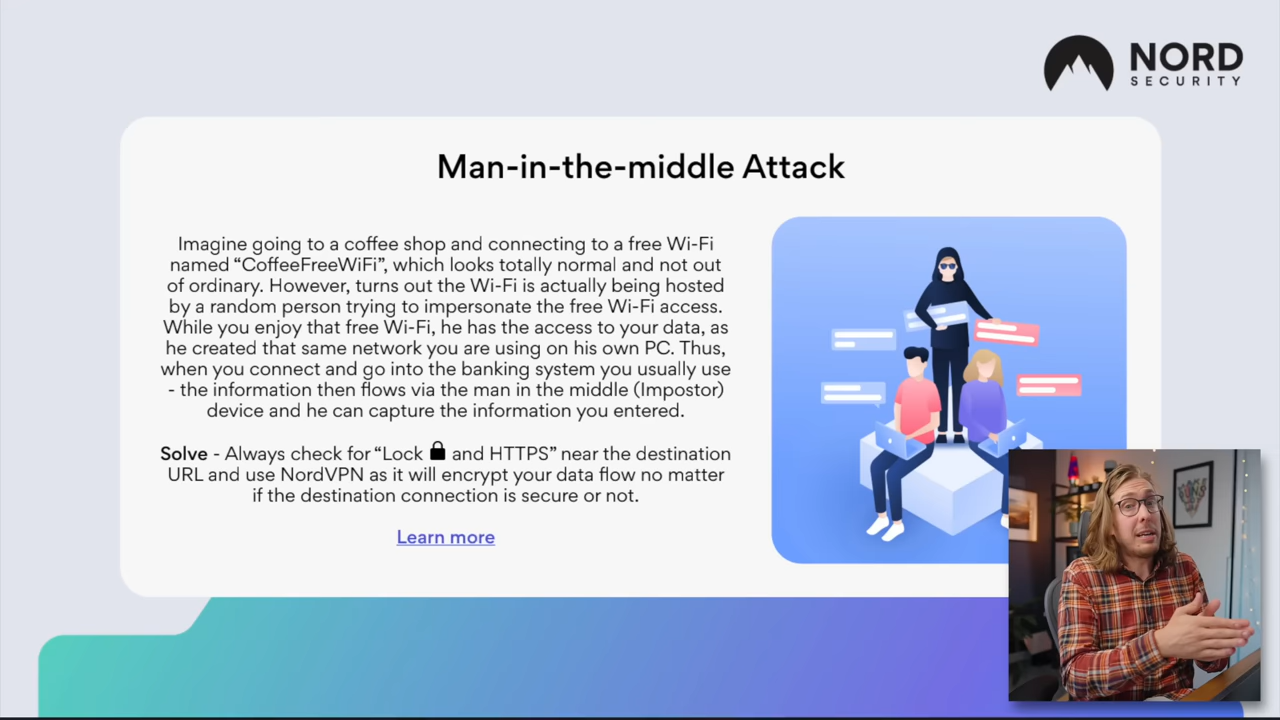 NORD
SECURITY
Man-in-the-middle Attack
Imagine going to a coffee shop and connecting to a free Wi-Fi
named “CoffeeFreeWiFi”, which looks totally normal and not out
of ordinary. However, turns out the Wi-Fi is actually being hosted
by a random person trying to impersonate the free Wi-Fi access.
While you enjoy that free Wi-Fi, he has the access to your data, as
he created that same network you are using on his own PC. Thus,
when you connect and go into the banking system you usually use
- the information then flows via the man in the middle (Impostor)
device and he can capture the information you entered.
Solve - Always check for “Lock 🔒 and HTTPS” near the destination
URL and use NordVPN as it will encrypt your data flow no matter
if the destination connection is secure or not.
Learn more